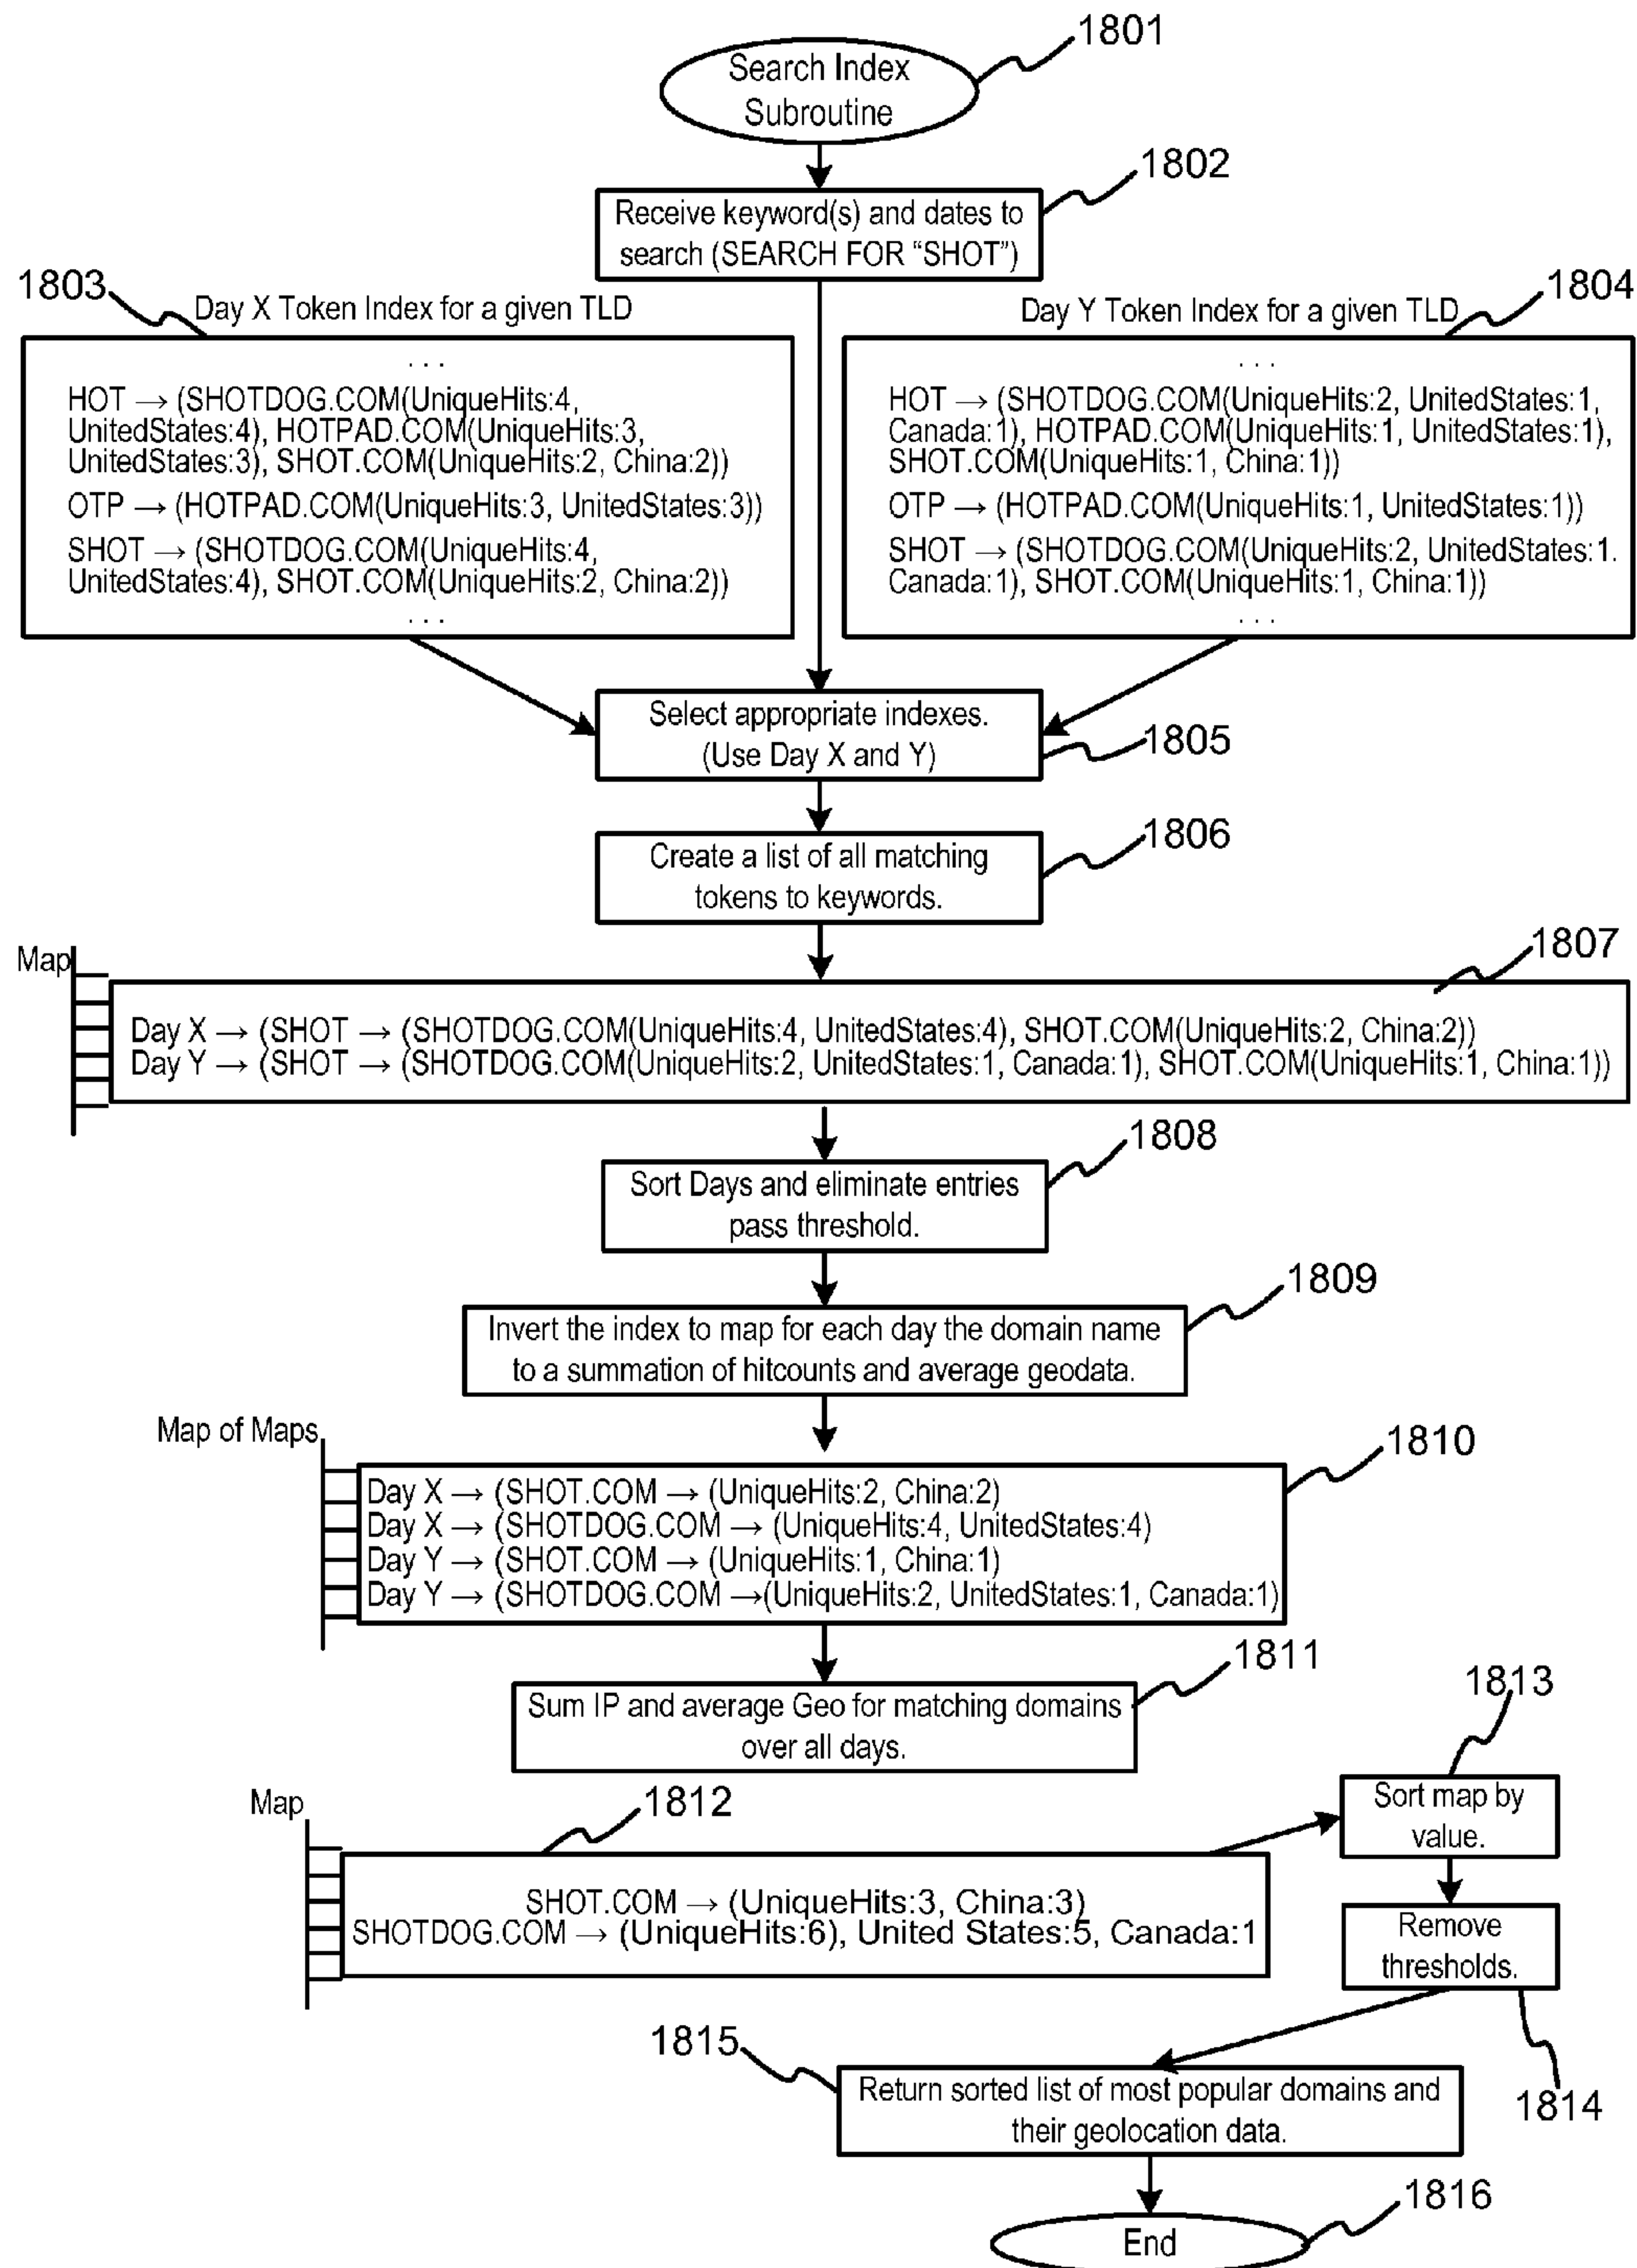 1801
Search Index
Subroutine
1802
Receive keyword(s) and dates to
search (SEARCH FOR “SHOT”)
1803
Day X Token Index for a given TLD
. . .
HOT → (SHOTDOG.COM(UniqueHits:4,
UnitedStates:4), HOTPAD.COM(UniqueHits:3,
UnitedStates:3), SHOT.COM(UniqueHits:2, China:2))
OTP → (HOTPAD.COM(UniqueHits:3, UnitedStates:3))
SHOT → (SHOTDOG.COM(UniqueHits:4,
UnitedStates:4), SHOT.COM(UniqueHits:2, China:2))
. . .
1804
Day Y Token Index for a given TLD
. . .
HOT → (SHOTDOG.COM(UniqueHits:2, UnitedStates:1,
Canada:1), HOTPAD.COM(UniqueHits:1, UnitedStates:1),
SHOT.COM(UniqueHits:1, China:1))
OTP → (HOTPAD.COM(UniqueHits:1, UnitedStates:1))
SHOT → (SHOTDOG.COM(UniqueHits:2, UnitedStates:1.
Canada:1), SHOT.COM(UniqueHits:1, China:1))
. . .
Select appropriate indexes.
(Use Day X and Y)
1805
Create a list of all matching
tokens to keywords.
1806
Map
1807
Day X → (SHOT → (SHOTDOG.COM(UniqueHits:4, UnitedStates:4), SHOT.COM(UniqueHits:2, China:2))
Day Y → (SHOT → (SHOTDOG.COM(UniqueHits:2, UnitedStates:1, Canada:1), SHOT.COM(UniqueHits:1, China:1))
1808
Sort Days and eliminate entries
pass threshold.
1809
Invert the index to map for each day the domain name
to a summation of hitcounts and average geodata.
Map of Maps
1810
Day X → (SHOT.COM → (UniqueHits:2, China:2)
Day X → (SHOTDOG.COM → (UniqueHits:4, UnitedStates:4)
Day Y → (SHOT.COM → (UniqueHits:1, China:1)
Day Y → (SHOTDOG.COM →(UniqueHits:2, UnitedStates:1, Canada:1)
1811
Sum IP and average Geo for matching domains
over all days.
Map
1812
SHOT.COM → (UniqueHits:3, China:3)
SHOTDOG.COM → (UniqueHits:6), United States:5, Canada:1
1813
Sort map by
value.
Remove
thresholds.
1814
1815
Return sorted list of most popular domains and
their geolocation data.
1816
End